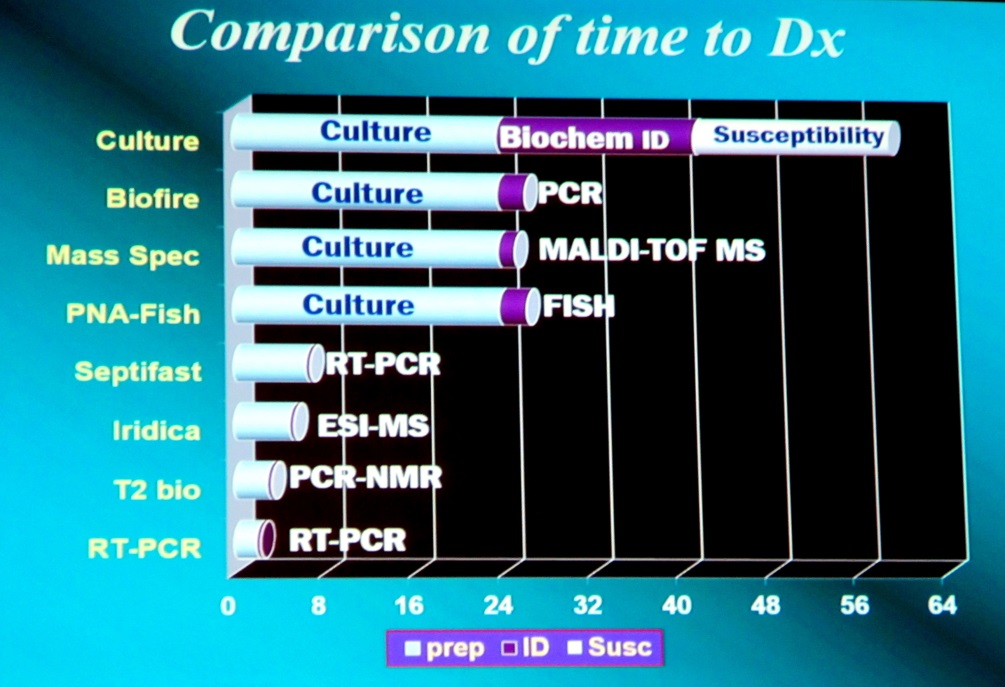 Comparison of time to Dx
Culture Culture Biochem ID Susceptibility
Biofire Culture PCR
Mass Spec Culture MALDI-TOF MS
PNA-Fish Culture FISH
Septifast RT-PCR
Iridica ESI-MS
T2 bio PCR-NMR
RT-PCR RT-PCR
0 8 16 24 32 40 48 56 64
prep ID Susc